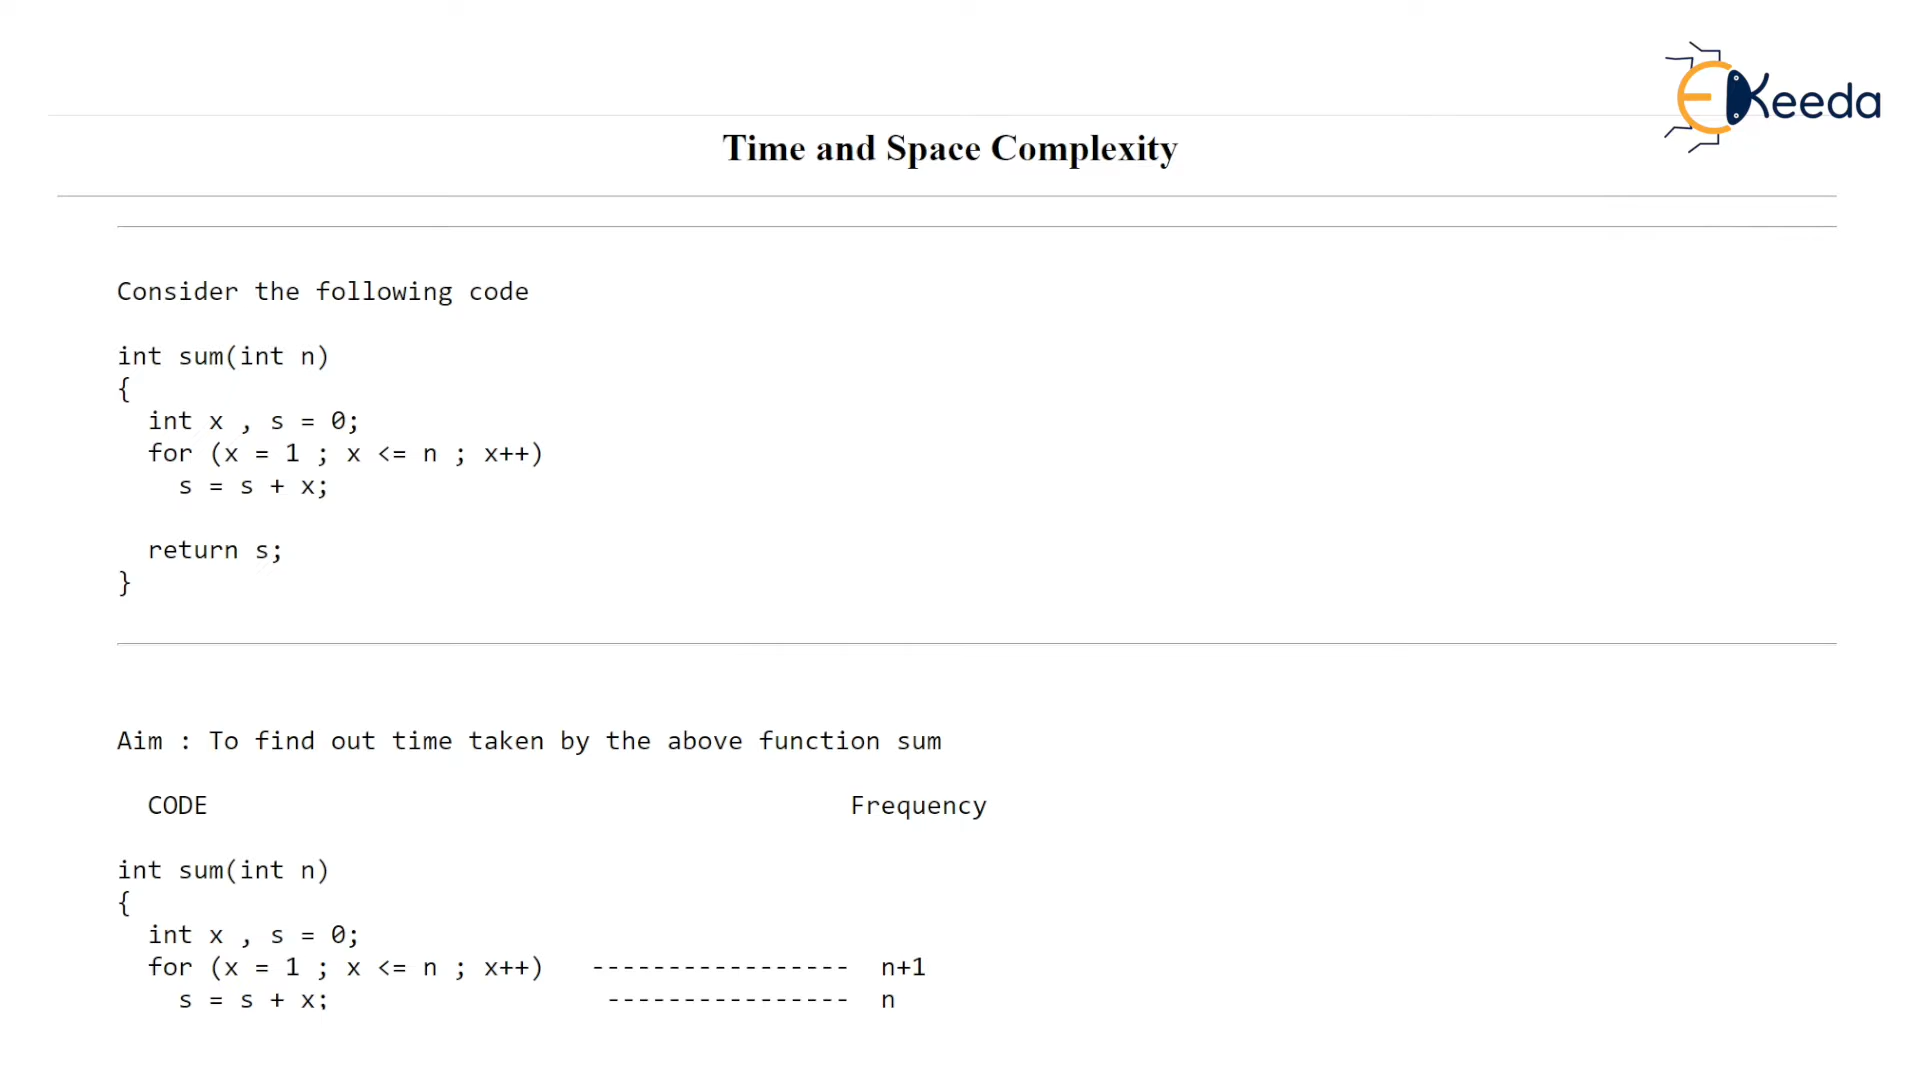 EKeeda
Time and Space Complexity
Consider the following code
int sum(int n)
{
int x , s = 0;
for (x = 1 ; x <= n ; x++)
s = s + x;
return s;
}
Aim : To find out time taken by the above function sum
CODE Frequency
int sum(int n)
{
int x , s = 0;
for (x = 1 ; x <= n ; x++) ----------------- n+1
s = s + x; ---------------- n